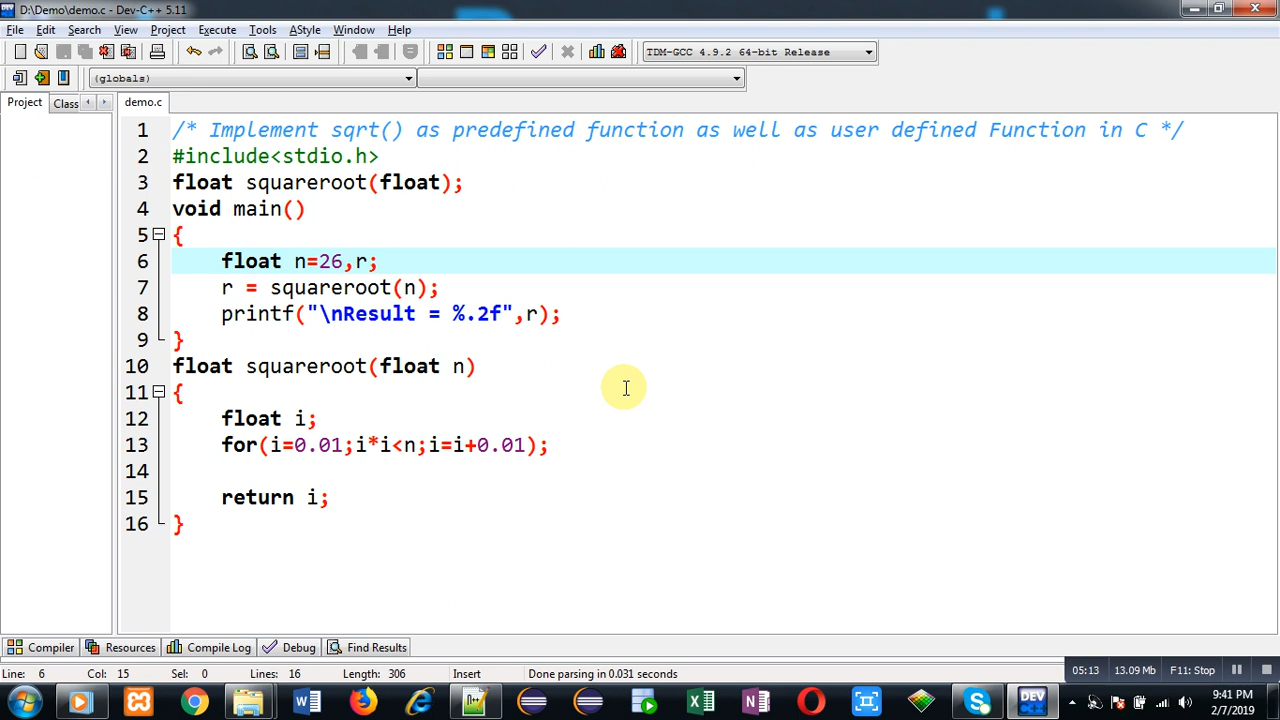 D:\Demo\demo.c - Dev-C++ 5.11
File Edit Search View Project Execute Tools AStyle Window Help
TDM-GCC 4.9.2 64-bit Release
(globals)
Project Class demo.c
1 /* Implement sqrt() as predefined function as well as user defined Function in C */
2 #include<stdio.h>
3 float squareroot(float);
4 void main()
5 {
6 float n=26,r;
7 r = squareroot(n);
8 printf("\nResult = %.2f",r);
9 }
10 float squareroot(float n)
11 {
12 float i;
13 for(i=0.01;i*i<n;i=i+0.01);
14
15 return i;
16 }
Compiler Resources Compile Log Debug Find Results
Line: 6 Col: 15 Sel: 0 Lines: 16 Length: 306 Insert Done parsing in 0.031 seconds
05:13 13.09 Mb F11: Stop
DEV
9:41 PM
2/7/2019